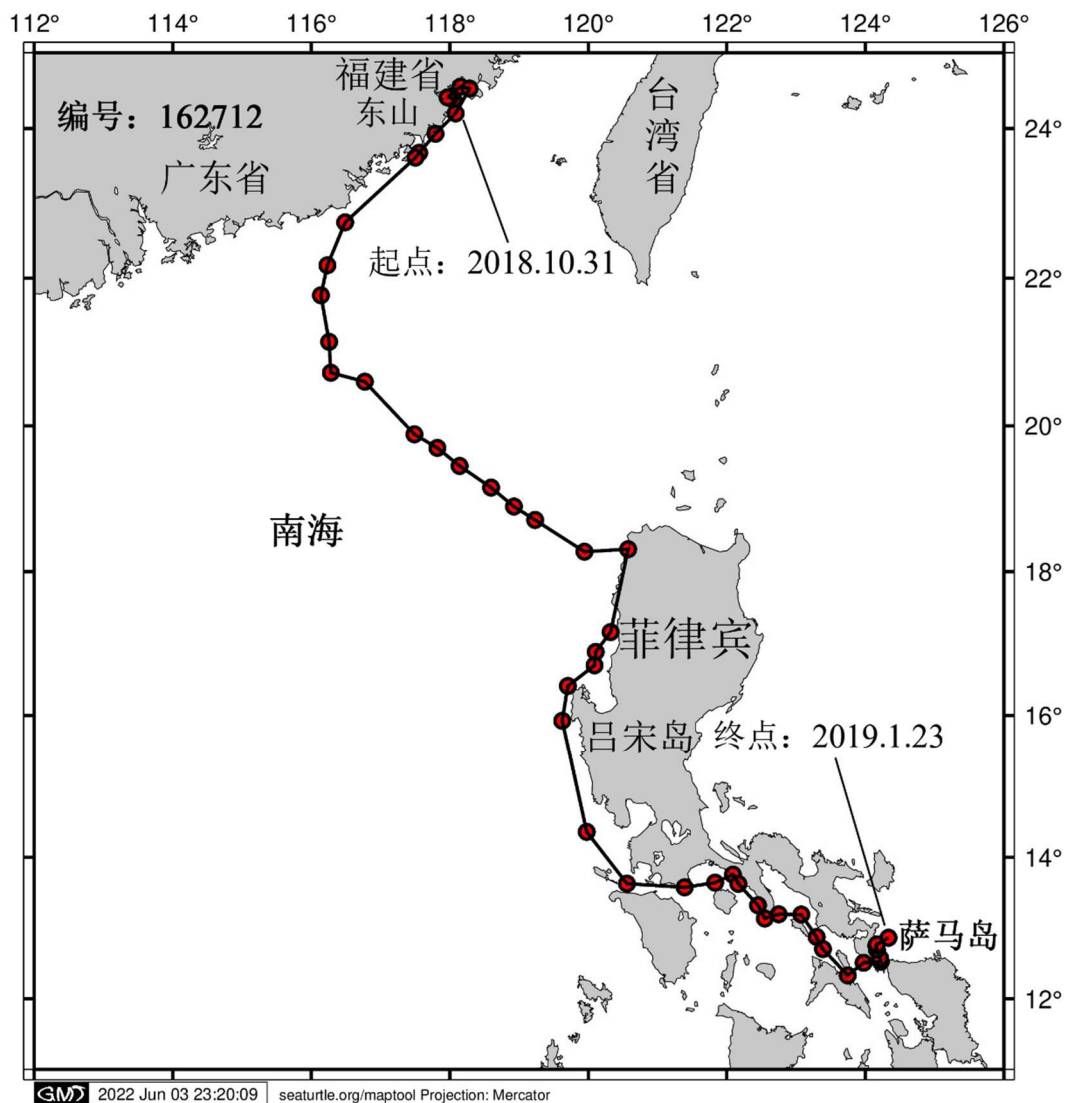 112° 114° 116° 118° 120° 122° 124° 126°
福建省
东山
编号：162712
广东省
台湾省
24°
起点：2018.10.31
22°
20°
南海
18°
菲律宾
16°
吕宋岛
终点：2019.1.23
14°
萨马岛
12°
GMT 2022 Jun 03 23:20:09 seaturtle.org/maptool Projection: Mercator